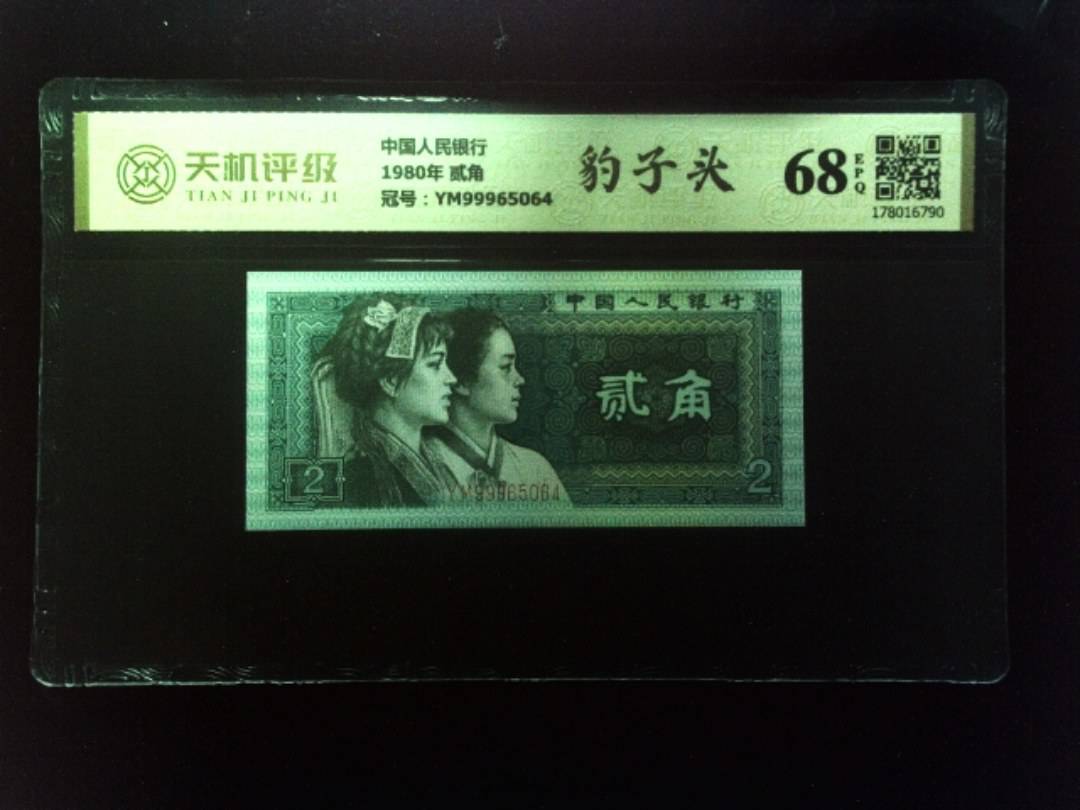 天机评级
TIAN JI PING JI
中国人民银行
1980年 贰角
冠号：YM99965064
豹子头
68
EPQ
178016790
中国人民银行
贰角
2
2
YM99965064